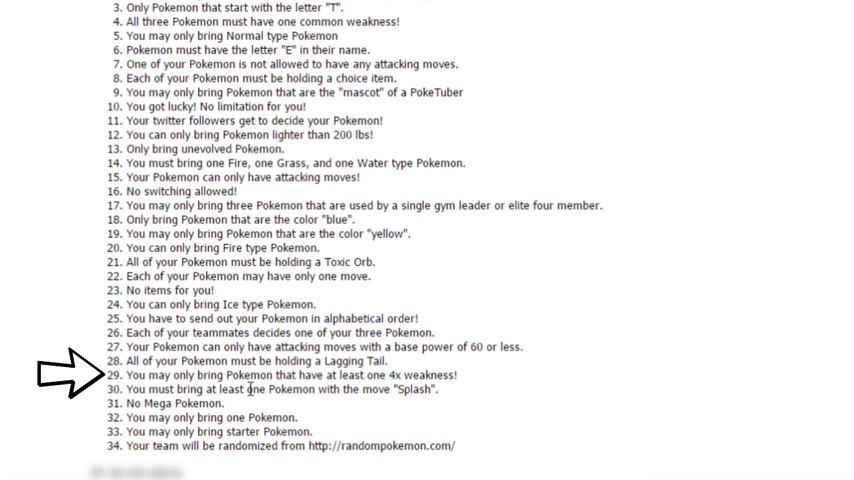 3. Only Pokemon that start with the letter "T".
4. All three Pokemon must have one common weakness!
5. You may only bring Normal type Pokemon
6. Pokemon must have the letter "E" in their name.
7. One of your Pokemon is not allowed to have any attacking moves.
8. Each of your Pokemon must be holding a choice item.
9. You may only bring Pokemon that are the "mascot" of a PokeTuber
10. You got lucky! No limitation for you!
11. Your twitter followers get to decide your Pokemon!
12. You can only bring Pokemon lighter than 200 lbs!
13. Only bring unevolved Pokemon.
14. You must bring one Fire, one Grass, and one Water type Pokemon.
15. Your Pokemon can only have attacking moves!
16. No switching allowed!
17. You may only bring three Pokemon that are used by a single gym leader or elite four member.
18. Only bring Pokemon that are the color "blue".
19. You may only bring Pokemon that are the color "yellow".
20. You can only bring Fire type Pokemon.
21. All of your Pokemon must be holding a Toxic Orb.
22. Each of your Pokemon may have only one move.
23. No items for you!
24. You can only bring Ice type Pokemon.
25. You have to send out your Pokemon in alphabetical order!
26. Each of your teammates decides one of your three Pokemon.
27. Your Pokemon can only have attacking moves with a base power of 60 or less.
28. All of your Pokemon must be holding a Lagging Tail.
29. You may only bring Pokemon that have at least one 4x weakness!
30. You must bring at least one Pokemon with the move "Splash".
31. No Mega Pokemon.
32. You may only bring one Pokemon.
33. You may only bring starter Pokemon.
34. Your team will be randomized from http://randompokemon.com/